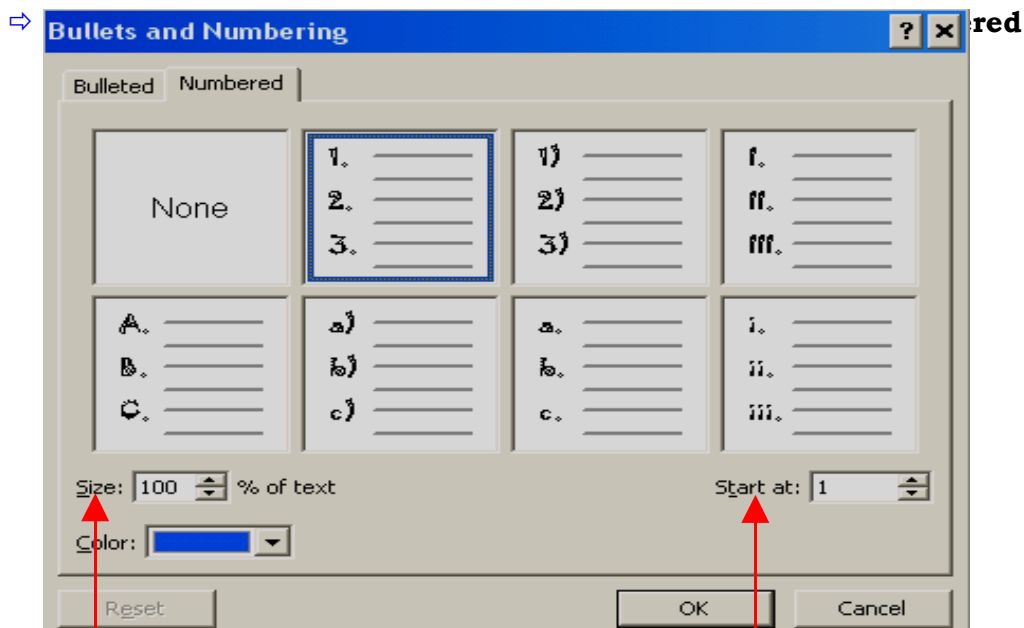 ⇨ Bullets and Numbering ? × red
Bulleted Numbered
None
1.
2.
3.
1)
2)
3)
I.
II.
III.
A.
B.
C.
a)
b)
c)
a.
b.
c.
i.
ii.
iii.
Size: 100 % of text Start at: 1
Color:
Reset OK Cancel